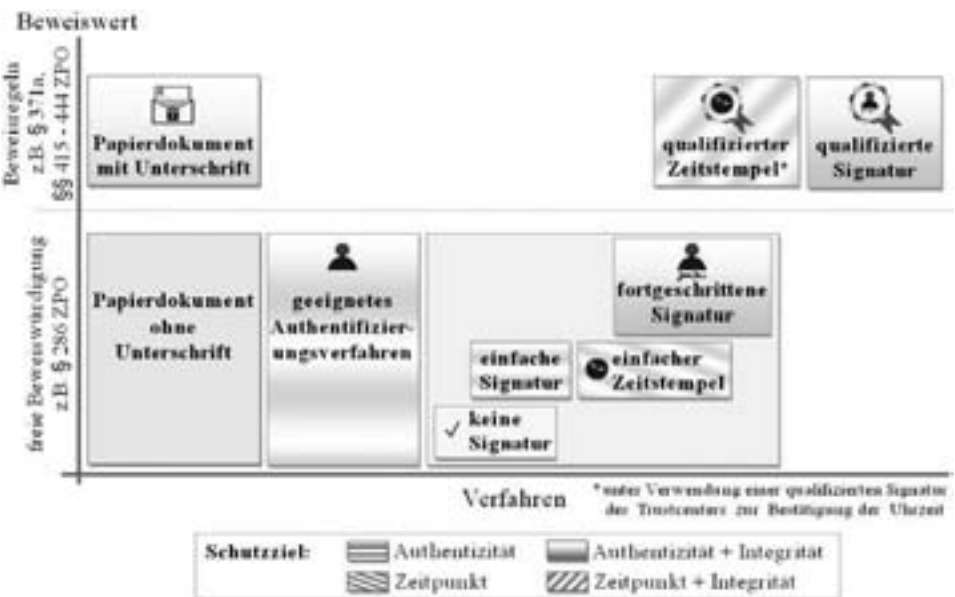 Beweiswert
Beweisregeln
z.B. § 371a,
§§ 415 - 444 ZPO
Papierdokument
mit Unterschrift
qualifizierter
Zeitstempel*
qualifizierte
Signatur
freie Beweiswürdigung
z.B. § 286 ZPO
Papierdokument
ohne
Unterschrift
geeignetes
Authentifizier-
ungsverfahren
fortgeschrittene
Signatur
einfache
Signatur
einfacher
Zeitstempel
keine
Signatur
Verfahren
*unter Verwendung einer qualifizierten Signatur
der Trustcenters zur Bestätigung der Uhrzeit
Schutzziel:
Authentizität
Authentizität + Integrität
Zeitpunkt
Zeitpunkt + Integrität